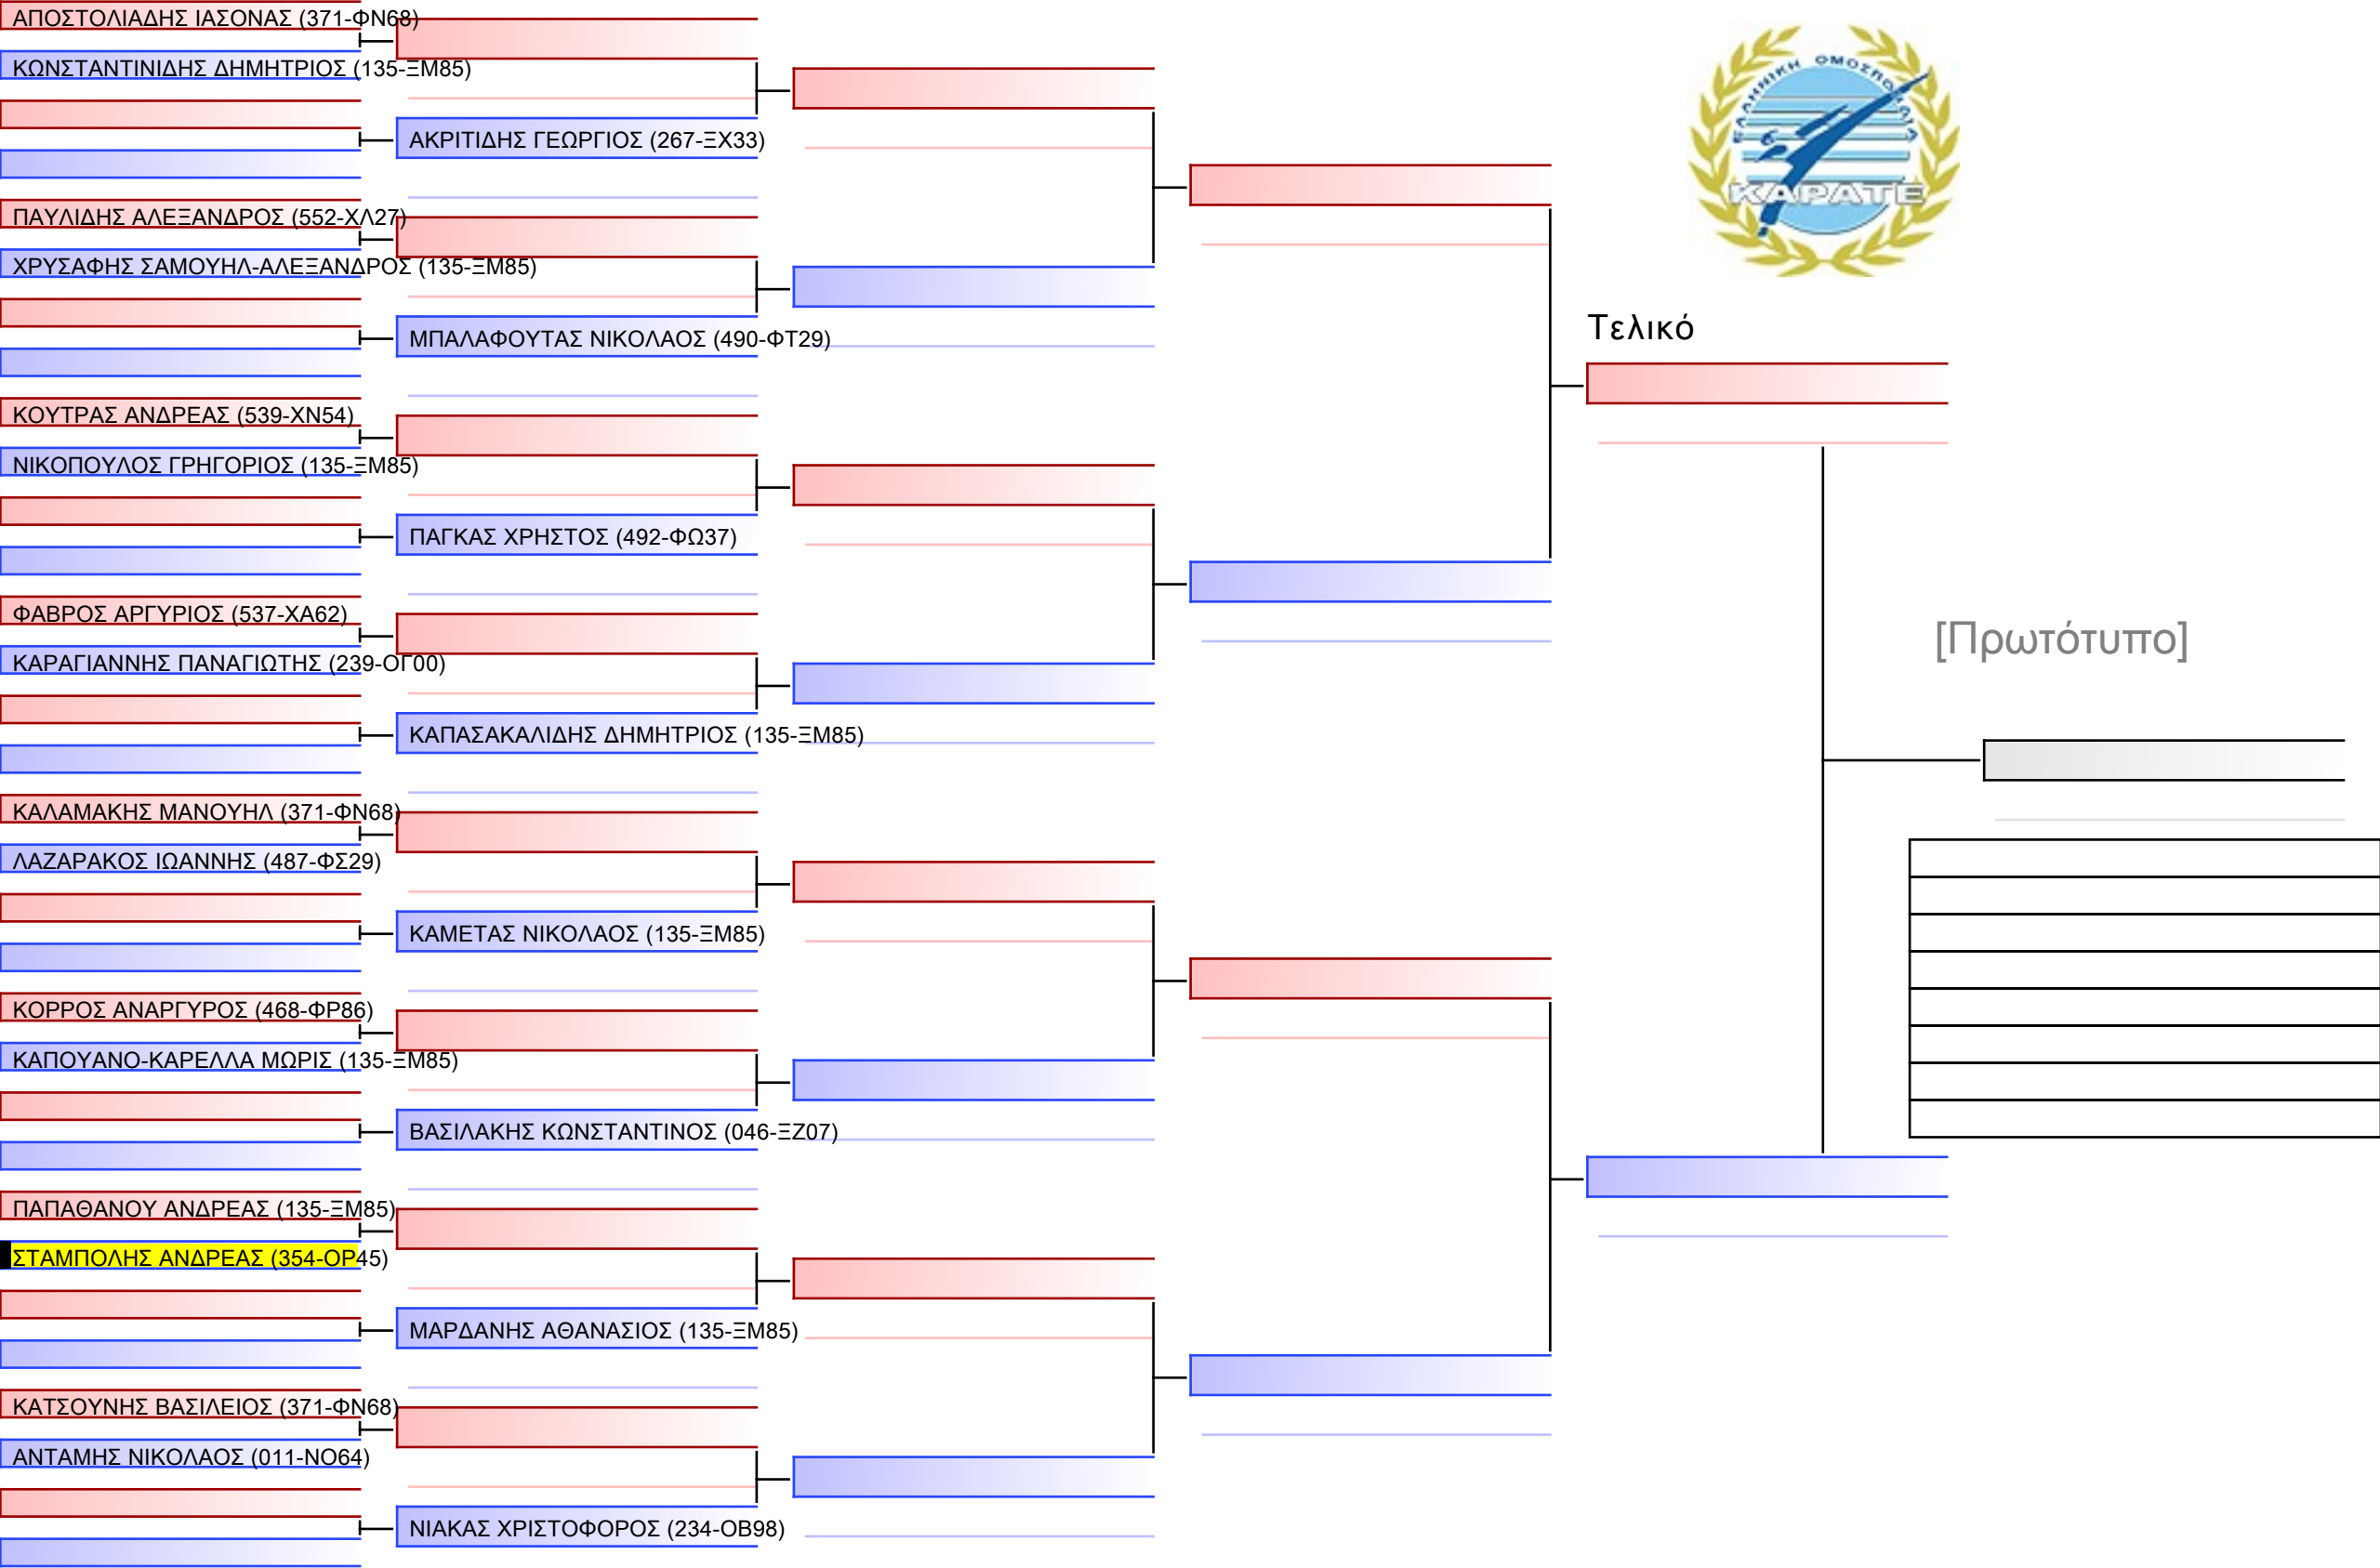 ΑΠΟΣΤΟΛΙΑΔΗΣ ΙΑΣΟΝΑΣ (371-ΦΝ68)
ΚΩΝΣΤΑΝΤΙΝΙΔΗΣ ΔΗΜΗΤΡΙΟΣ (135-ΞΜ85)
ΑΚΡΙΤΙΔΗΣ ΓΕΩΡΓΙΟΣ (267-ΞΧ33)
ΠΑΥΛΙΔΗΣ ΑΛΕΞΑΝΔΡΟΣ (552-ΧΛ27)
ΧΡΥΣΑΦΗΣ ΣΑΜΟΥΗΛ-ΑΛΕΞΑΝΔΡΟΣ (135-ΞΜ85)
ΜΠΑΛΑΦΟΥΤΑΣ ΝΙΚΟΛΑΟΣ (490-ΦΤ29)
ΚΟΥΤΡΑΣ ΑΝΔΡΕΑΣ (539-ΧΝ54)
ΝΙΚΟΠΟΥΛΟΣ ΓΡΗΓΟΡΙΟΣ (135-ΞΜ85)
ΠΑΓΚΑΣ ΧΡΗΣΤΟΣ (492-ΦΩ37)
ΦΑΒΡΟΣ ΑΡΓΥΡΙΟΣ (537-ΧΑ62)
ΚΑΡΑΓΙΑΝΝΗΣ ΠΑΝΑΓΙΩΤΗΣ (239-ΟΓ00)
ΚΑΠΑΣΑΚΑΛΙΔΗΣ ΔΗΜΗΤΡΙΟΣ (135-ΞΜ85)
ΚΑΛΑΜΑΚΗΣ ΜΑΝΟΥΗΛ (371-ΦΝ68)
ΛΑΖΑΡΑΚΟΣ ΙΩΑΝΝΗΣ (487-ΦΣ29)
ΚΑΜΕΤΑΣ ΝΙΚΟΛΑΟΣ (135-ΞΜ85)
ΚΟΡΡΟΣ ΑΝΑΡΓΥΡΟΣ (468-ΦΡ86)
ΚΑΠΟΥΑΝΟ-ΚΑΡΕΛΛΑ ΜΩΡΙΣ (135-ΞΜ85)
ΒΑΣΙΛΑΚΗΣ ΚΩΝΣΤΑΝΤΙΝΟΣ (046-ΞΖ07)
ΠΑΠΑΘΑΝΟΥ ΑΝΔΡΕΑΣ (135-ΞΜ85)
ΣΤΑΜΠΟΛΗΣ ΑΝΔΡΕΑΣ (354-ΟΡ45)
ΜΑΡΔΑΝΗΣ ΑΘΑΝΑΣΙΟΣ (135-ΞΜ85)
ΚΑΤΣΟΥΝΗΣ ΒΑΣΙΛΕΙΟΣ (371-ΦΝ68)
ΑΝΤΑΜΗΣ ΝΙΚΟΛΑΟΣ (011-ΝΟ64)
ΝΙΑΚΑΣ ΧΡΙΣΤΟΦΟΡΟΣ (234-ΟΒ98)
ΕΛΛΗΝΙΚΗ ΟΜΟΣΠΟΝΔΙΑ
ΚΑΡΑΤΕ
Τελικό
[Πρωτότυπο]